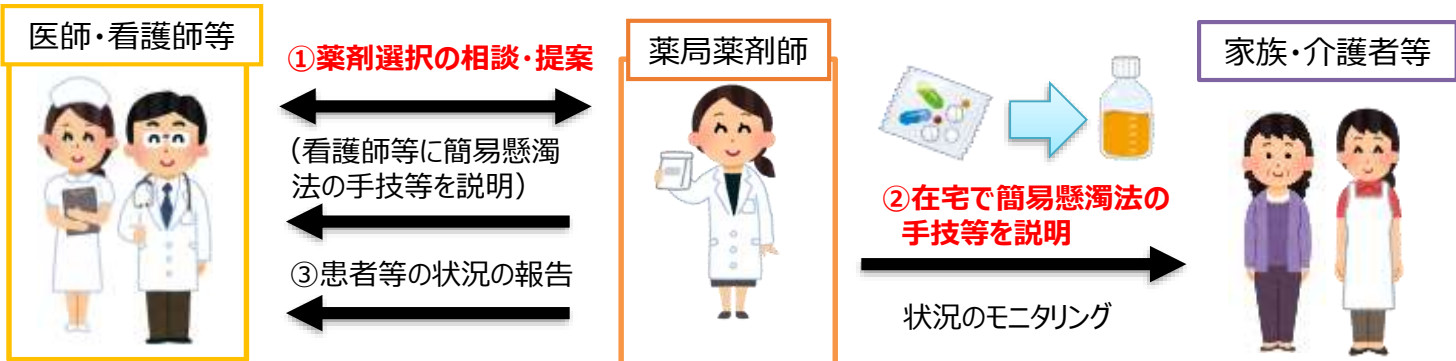 医師・看護師等
①薬剤選択の相談・提案
(看護師等に簡易懸濁
法の手技等を説明)
③患者等の状況の報告
薬局薬剤師
②在宅で簡易懸濁法の
手技等を説明
状況のモニタリング
家族・介護者等